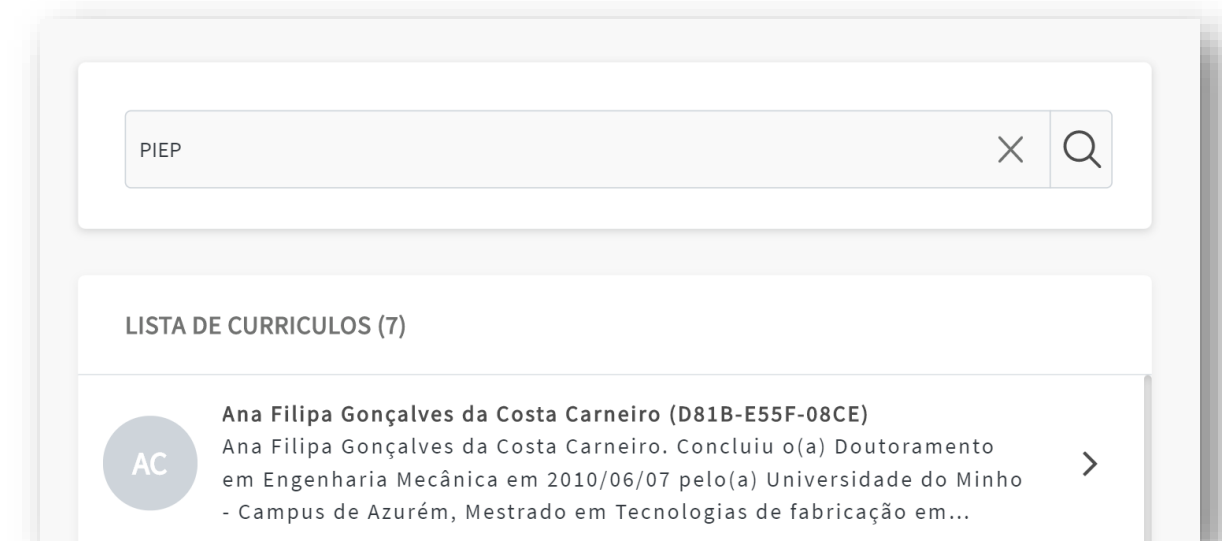 PIEP
LISTA DE CURRICULOS (7)
Ana Filipa Gonçalves da Costa Carneiro (D81B-E55F-08CE)
AC
Ana Filipa Gonçalves da Costa Carneiro. Concluiu o(a) Doutoramento
em Engenharia Mecânica em 2010/06/07 pelo(a) Universidade do Minho
- Campus de Azurém, Mestrado em Tecnologias de fabricação em...